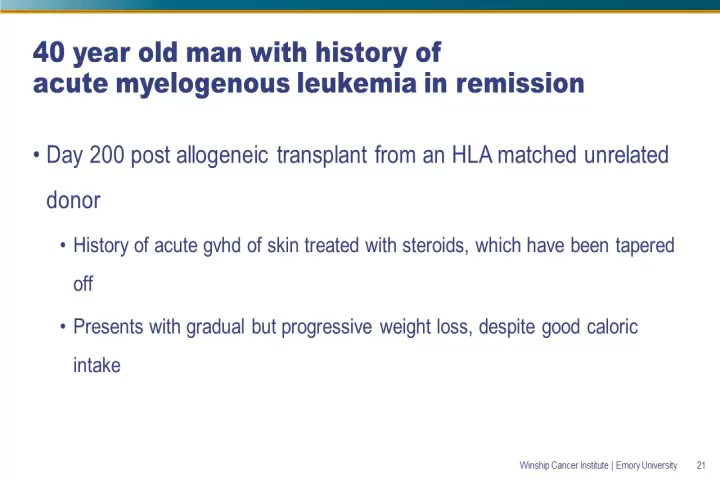 40 year old man with history of
acute myelogenous leukemia in remission
• Day 200 post allogeneic transplant from an HLA matched unrelated
donor
• History of acute gvhd of skin treated with steroids, which have been tapered
off
• Presents with gradual but progressive weight loss, despite good caloric
intake
Winship Cancer Institute | Emory University 21